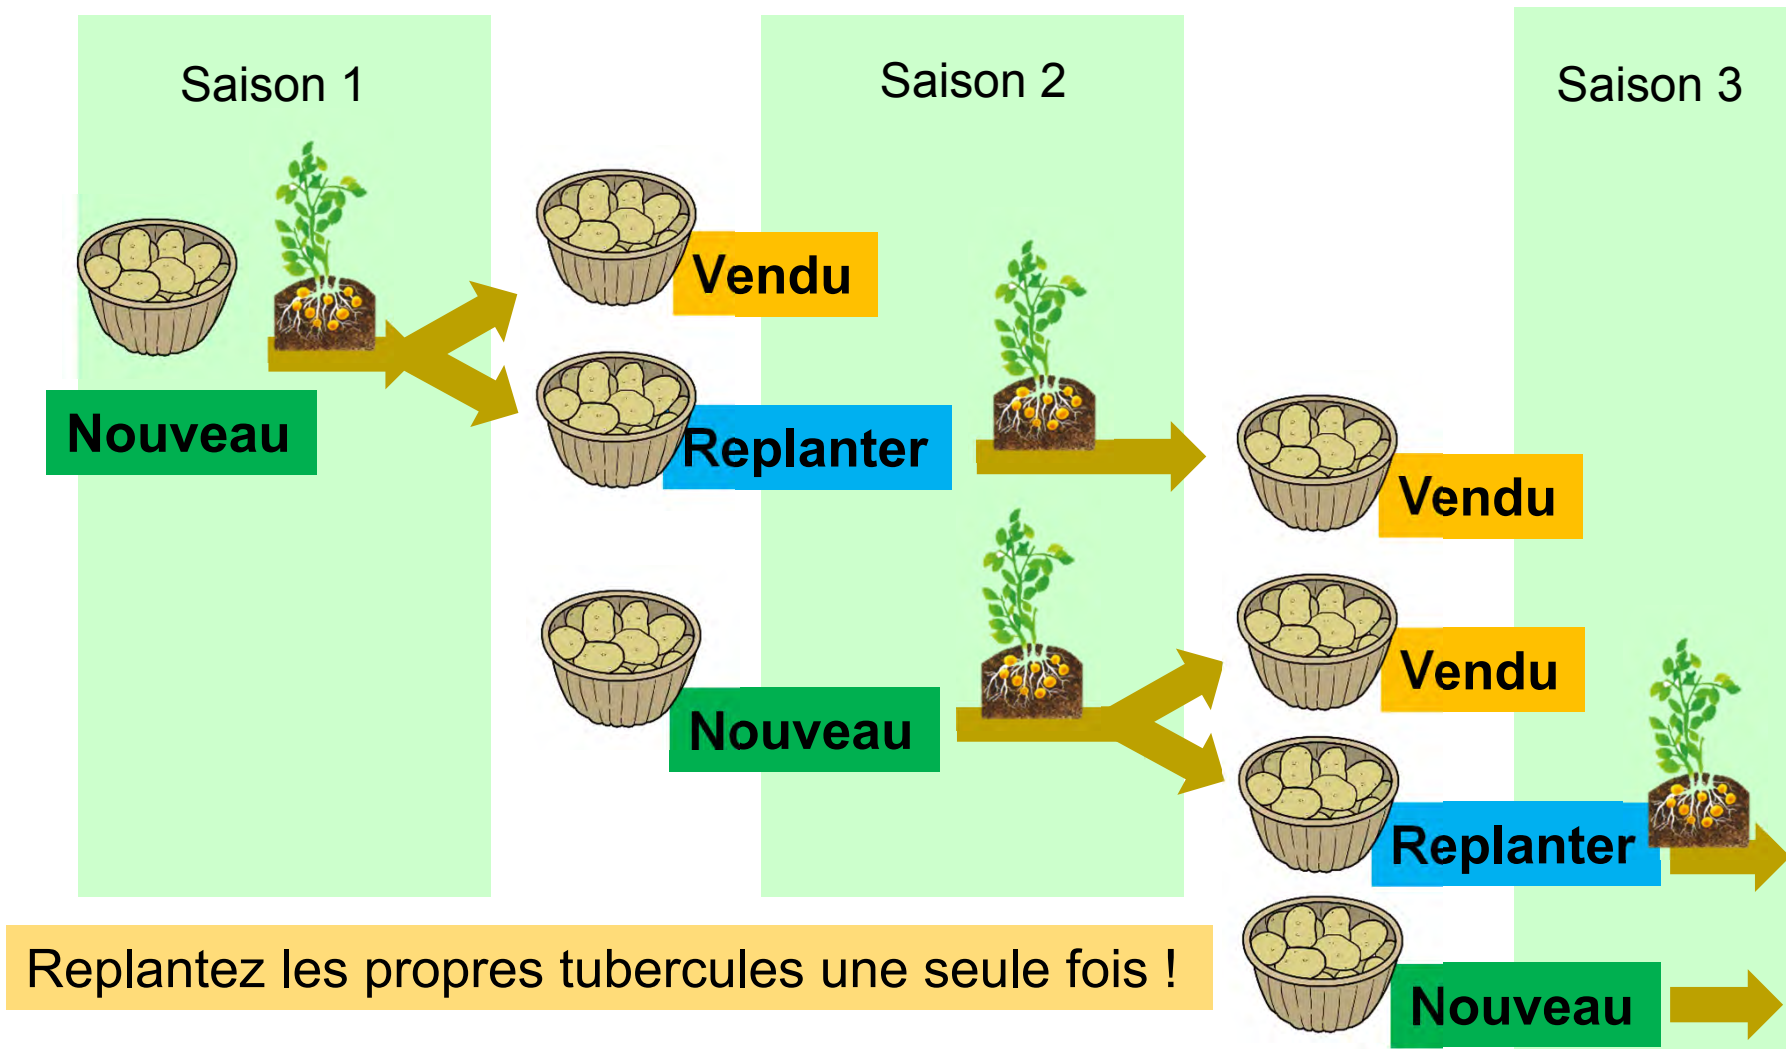 Saison 1
Saison 2
Saison 3
Nouveau
Vendu
Replanter
Nouveau
Vendu
Vendu
Replanter
Nouveau
Replantez les propres tubercules une seule fois !